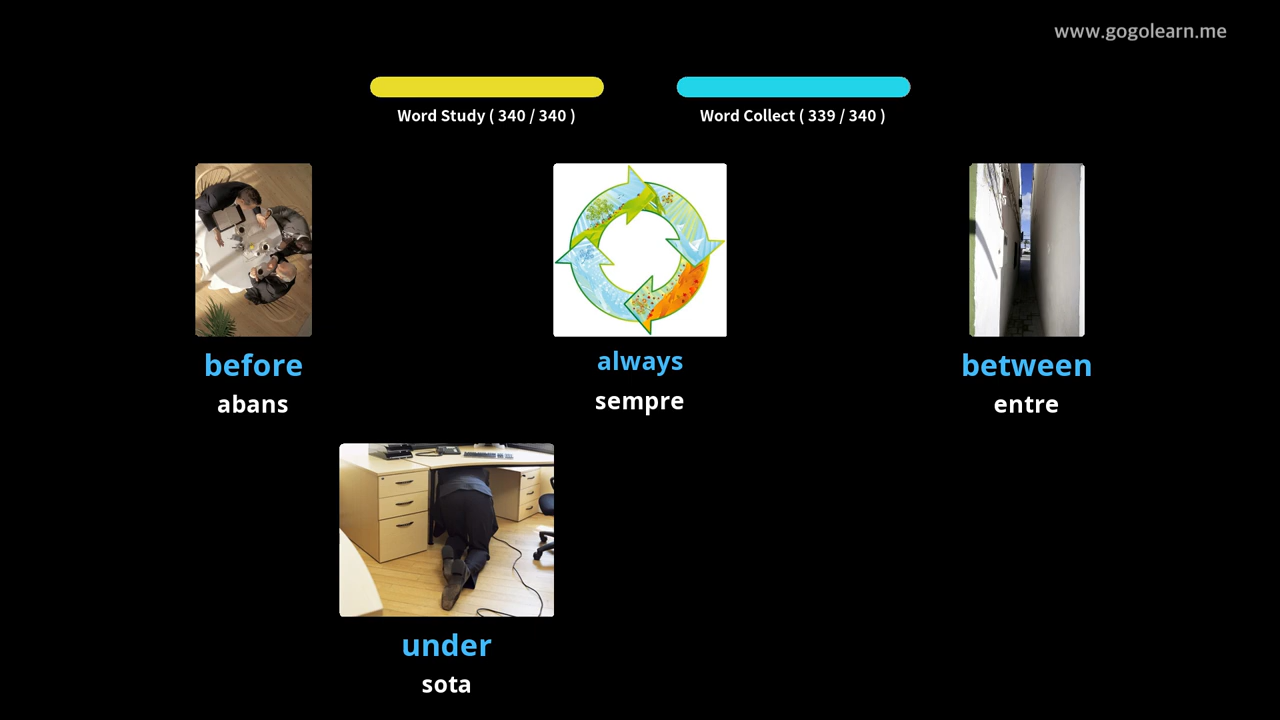 www.gogolearn.me
Word Study ( 340 / 340 )
Word Collect ( 339 / 340 )
before
abans
always
sempre
between
entre
under
sota